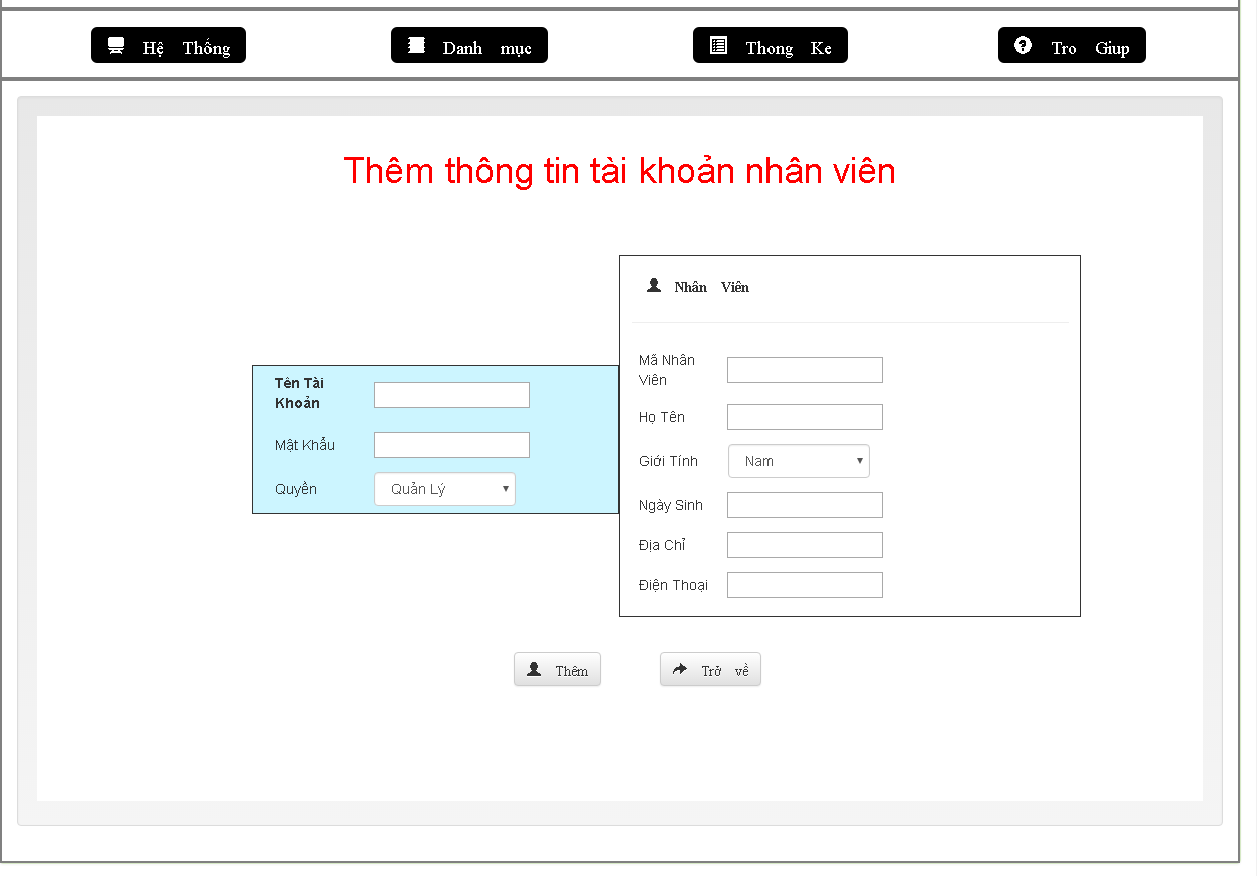 Hệ Thống Danh mục Thong Ke Tro Giup
Thêm thông tin tài khoản nhân viên
Tên Tài
Khoản
Mật Khẩu
Quyền Quản Lý
Nhân Viên
Mã Nhân
Viên
Họ Tên
Giới Tính Nam
Ngày Sinh
Địa Chỉ
Điện Thoại
Thêm Trở về